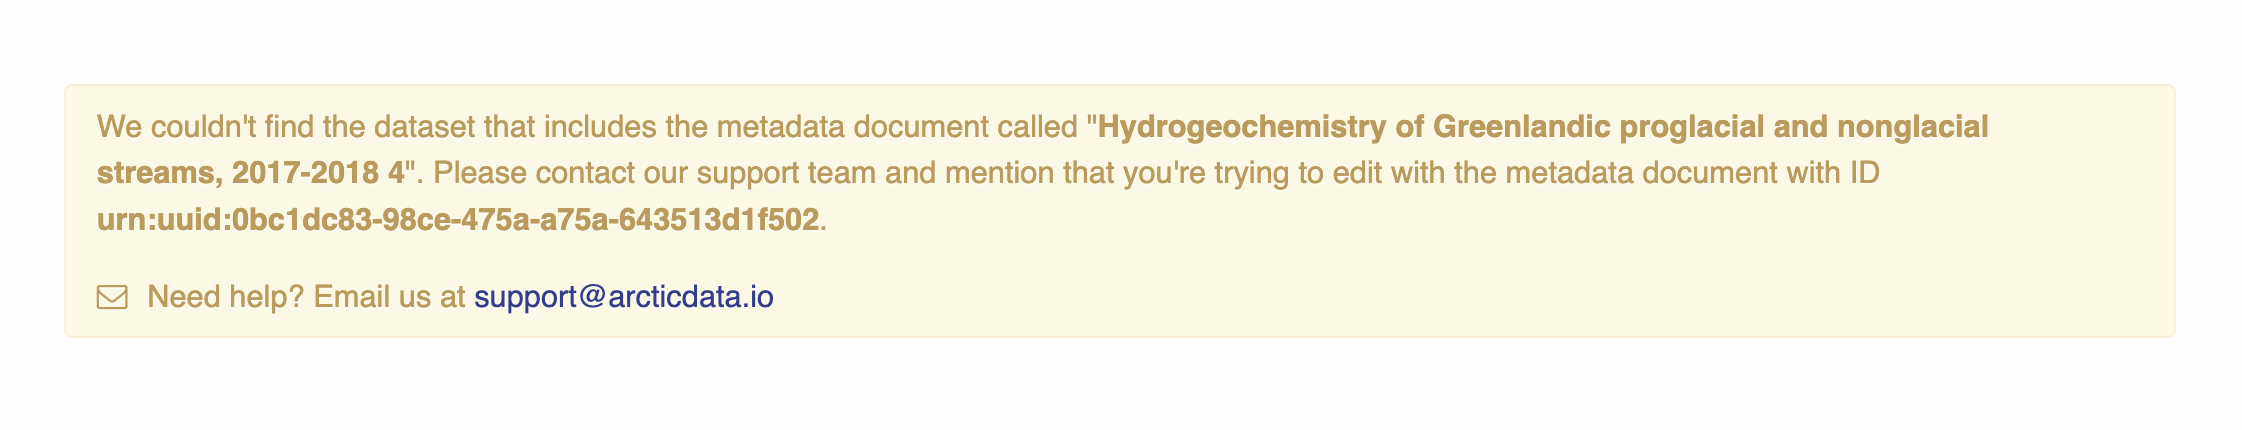 We couldn't find the dataset that includes the metadata document called "Hydrogeochemistry of Greenlandic proglacial and nonglacial
streams, 2017-2018 4". Please contact our support team and mention that you're trying to edit with the metadata document with ID
urn:uuid:0bc1dc83-98ce-475a-a75a-643513d1f502.
Need help? Email us at support@arcticdata.io